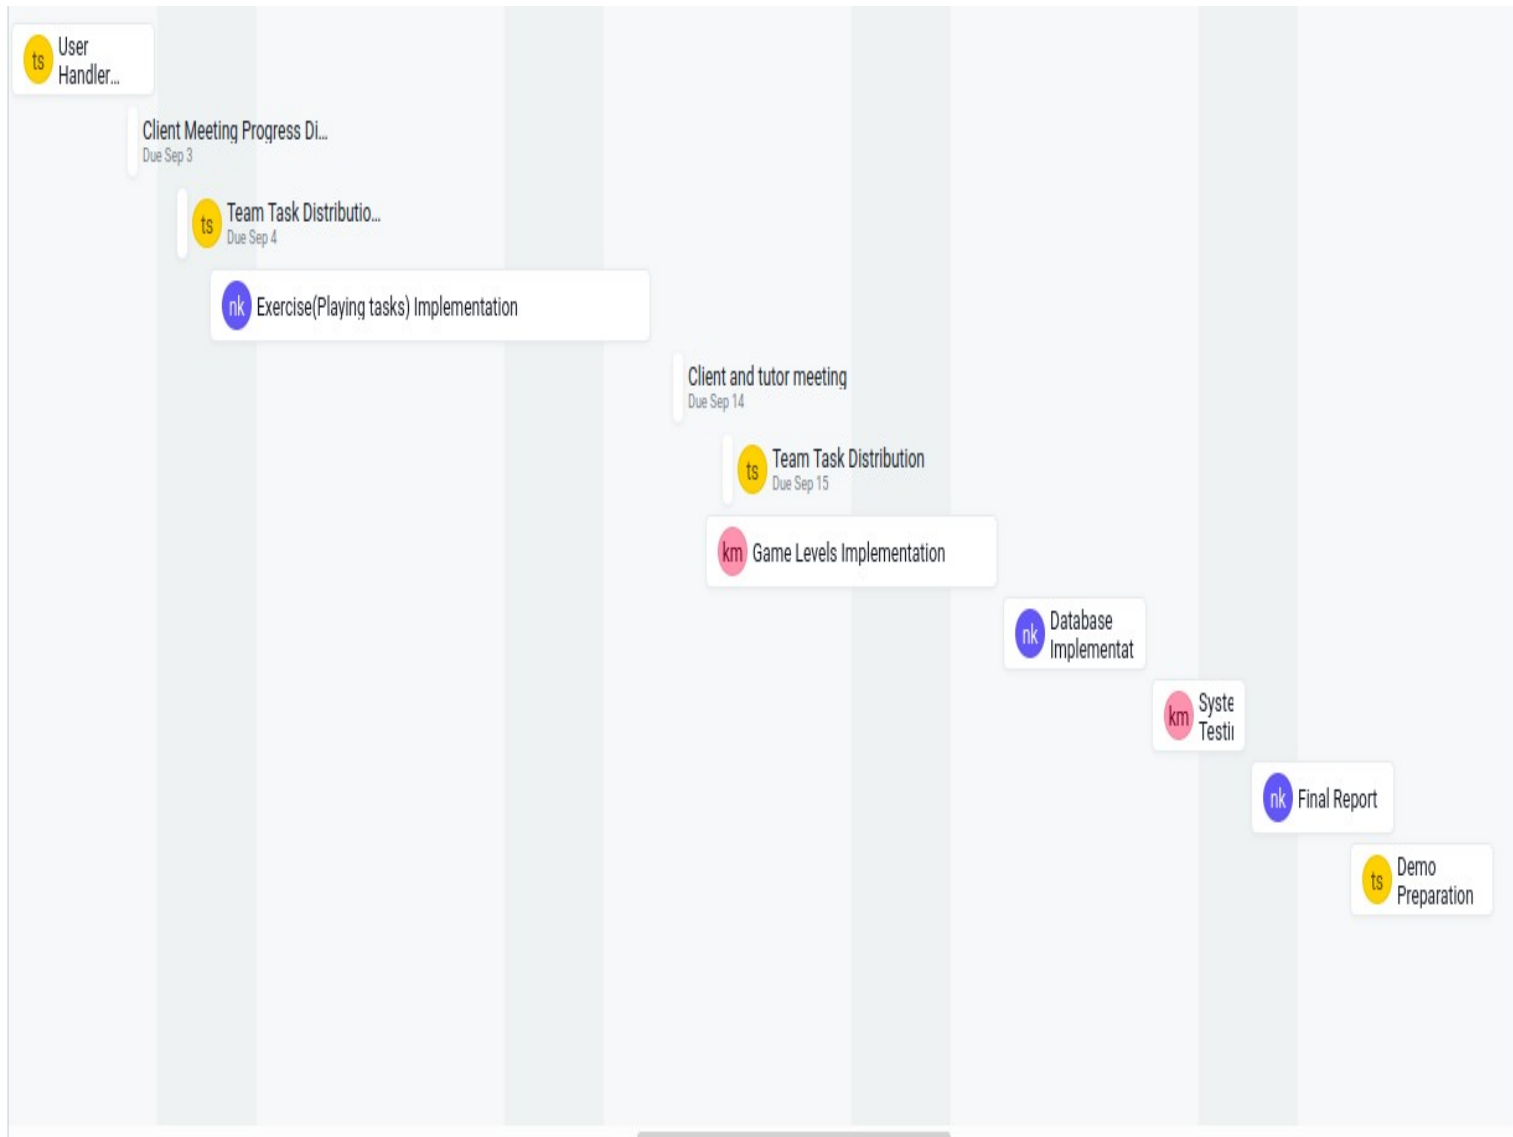 ts
User
Handler...
Client Meeting Progress Di...
Due Sep 3
ts
Team Task Distributio...
Due Sep 4
nk
Exercise(Playing tasks) Implementation
Client and tutor meeting
Due Sep 14
ts
Team Task Distribution
Due Sep 15
km
Game Levels Implementation
nk
Database
Implementat
km
Syste
Testi
nk
Final Report
ts
Demo
Preparation